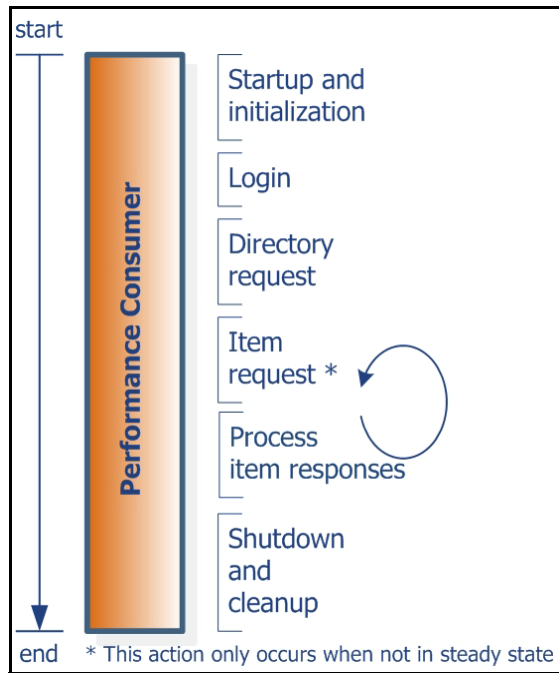 start
Performance Consumer
Startup and
initialization
Login
Directory
request
Item
request *
Process
item responses
Shutdown
and
cleanup
end
* This action only occurs when not in steady state